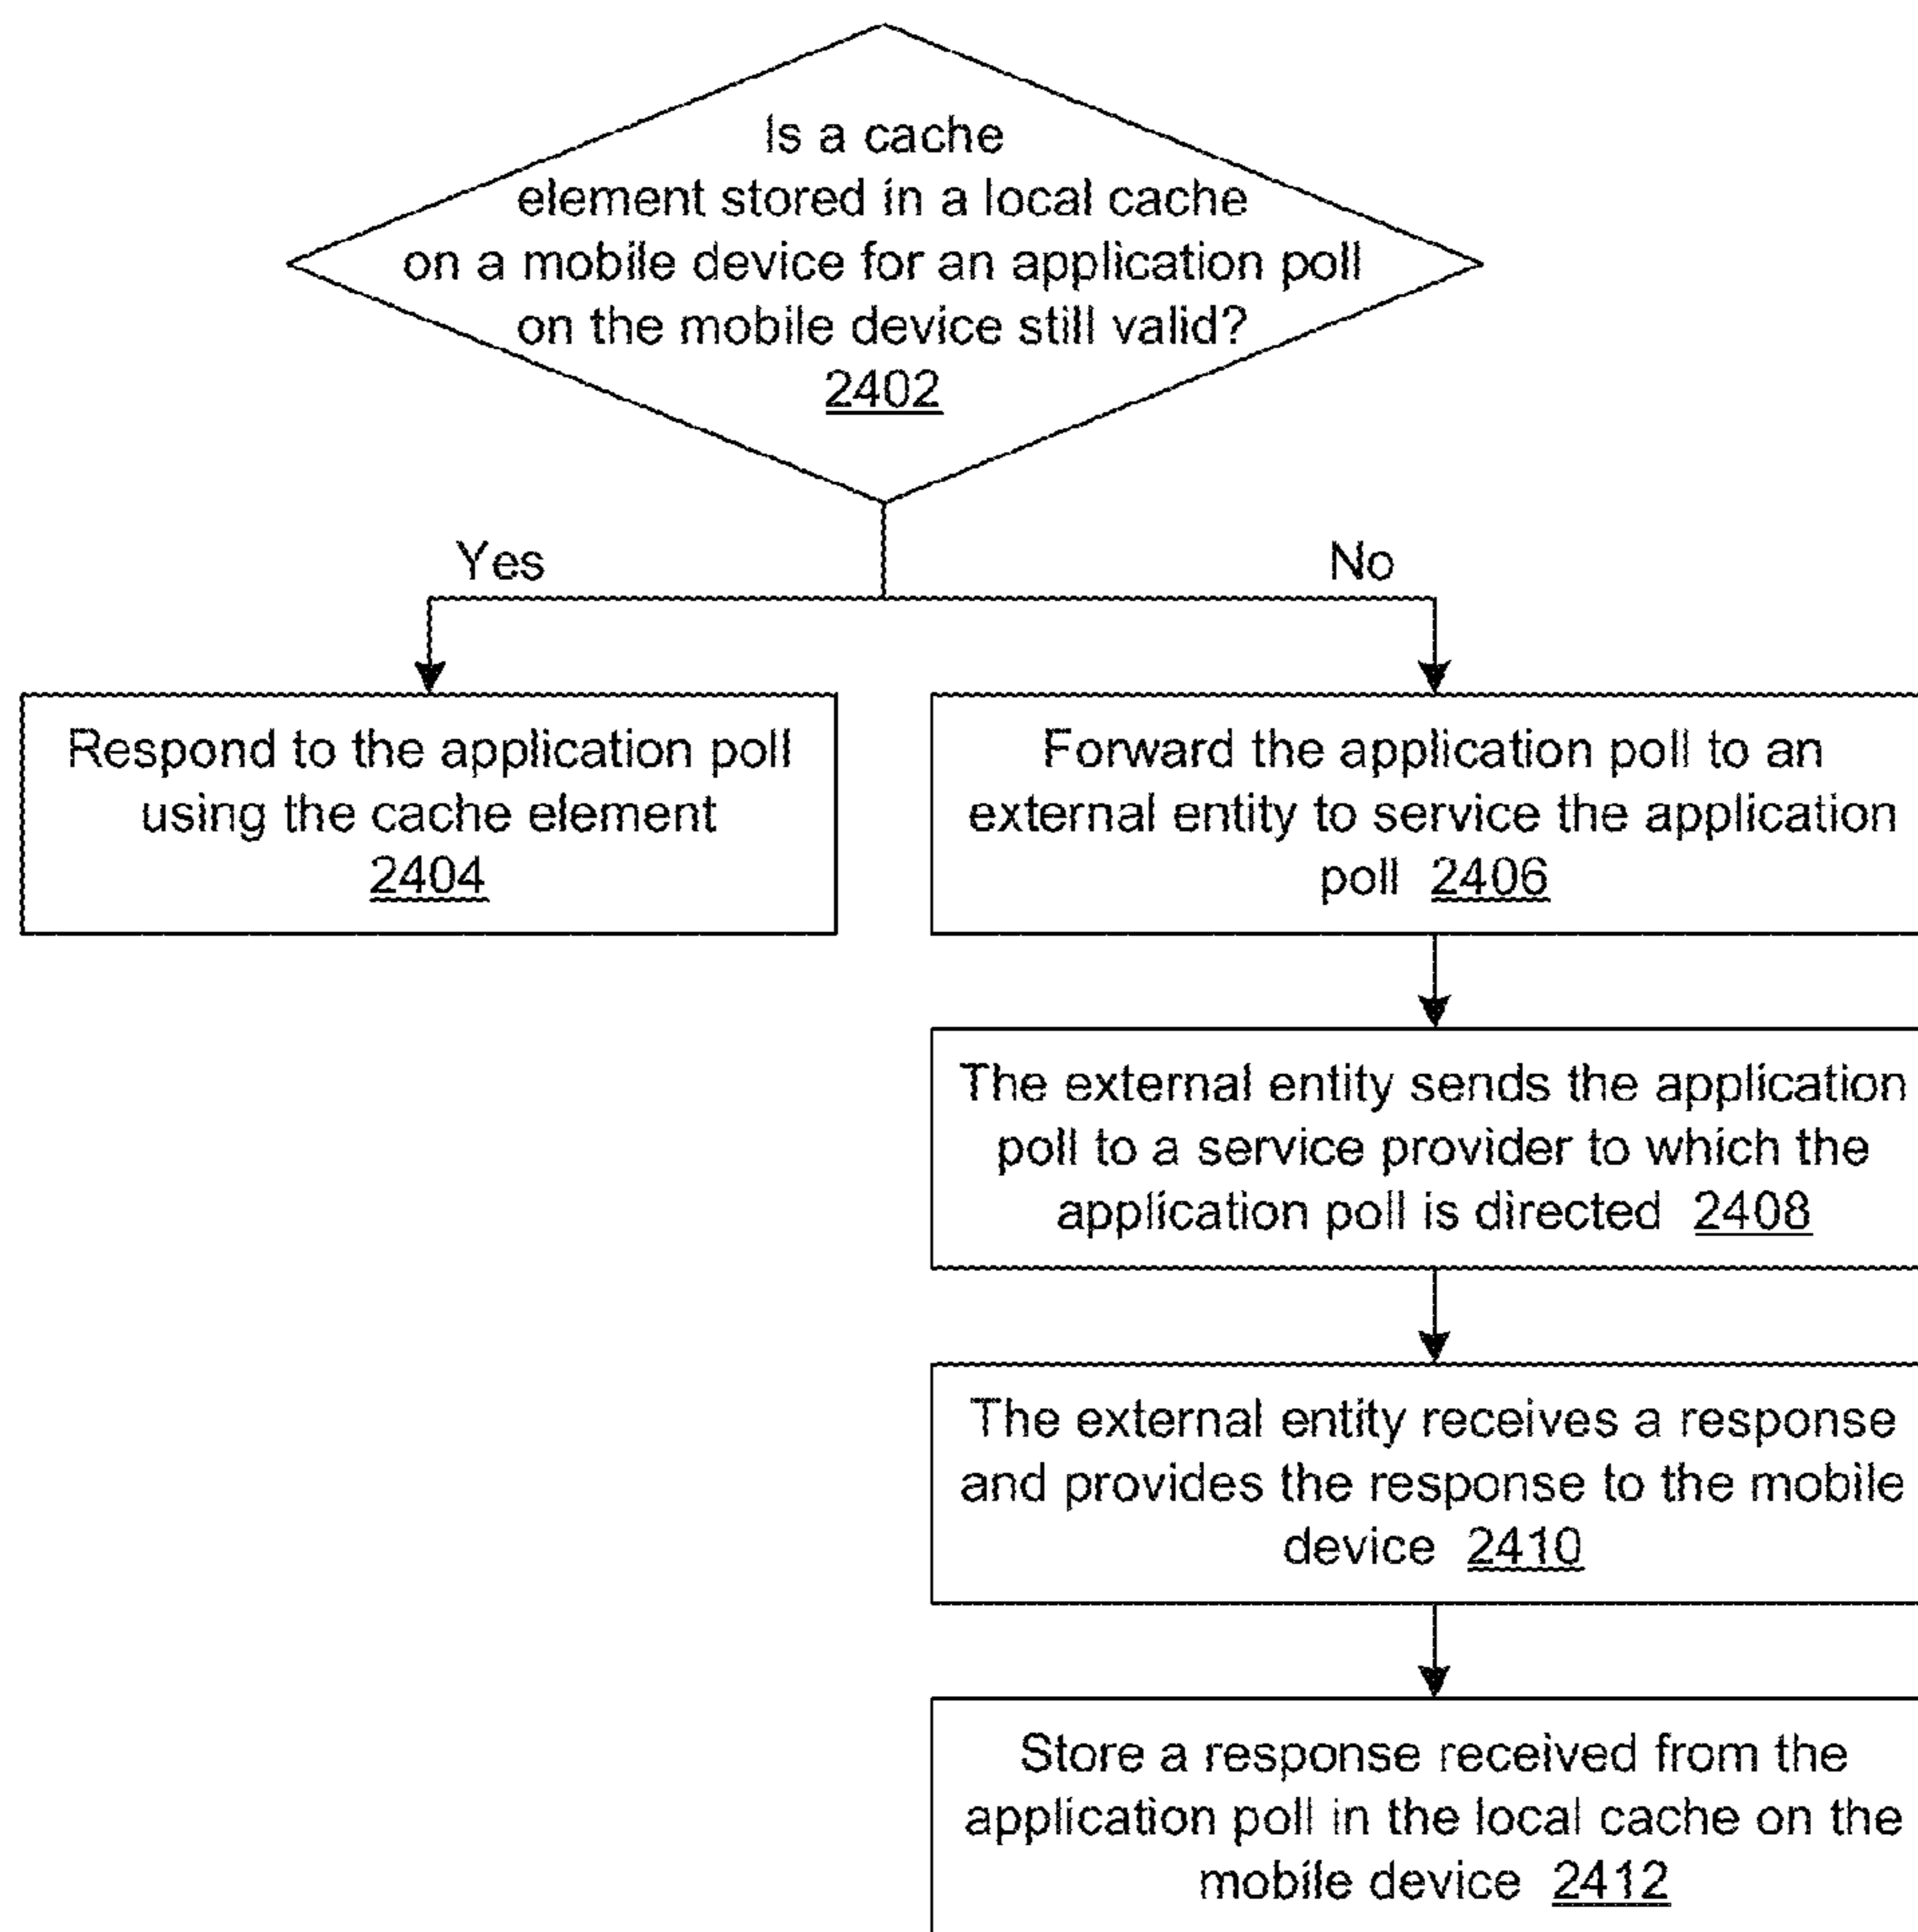 Is a cache
element stored in a local cache
on a mobile device for an application poll
on the mobile device still valid?
2402
Yes
No
Respond to the application poll
using the cache element
2404
Forward the application poll to an
external entity to service the application
poll 2406
The external entity sends the application
poll to a service provider to which the
application poll is directed 2408
The external entity receives a response
and provides the response to the mobile
device 2410
Store a response received from the
application poll in the local cache on the
mobile device 2412